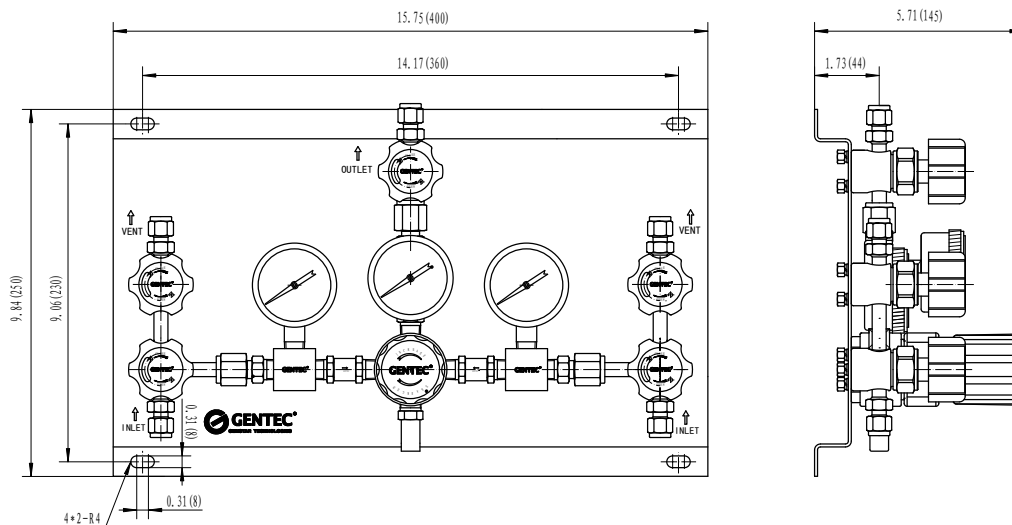 15.75(400)
14.17(360)
5.71(145)
1.73(44)
9.84(250)
9.06(230)
OUTLET
GENTEC
VENT
VENT
GENTEC
GENTEC
GENTEC
GENTEC
GENTEC®
GENTEC
GENTEC
INLET
GENTEC®
INLET
0.31(8)
0.31(8)
4*2-R4